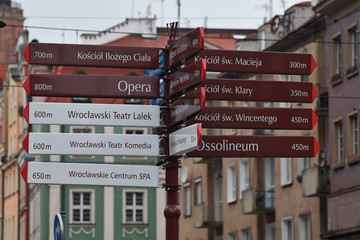 700m Kościół Bożego Ciała
800m Opera
600m Wrocławski Teatr Lalek
600m Wrocławski Teatr Komedia
650m Wrocławskie Centrum SPA
Kościół św. Macieja 300m
Kościół św. Klary 350m
Kościół św. Wincentego 450m
Ossolineum 450m